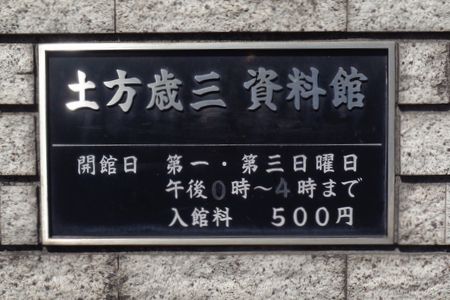 土方歳三 資料館
開館日 第一・第三日曜日
午後0時〜4時まで
入館料 500円